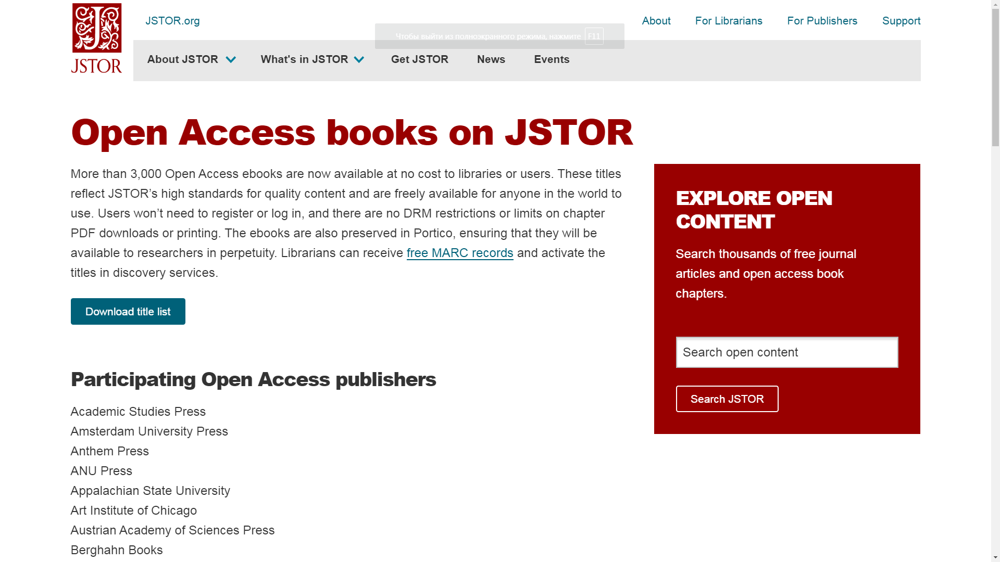 JSTOR
JSTOR.org
About
For Librarians
For Publishers
Support
Чтобы выйти из полноэкранного режима, нажмите F11
About JSTOR
What's in JSTOR
Get JSTOR
News
Events
Open Access books on JSTOR
More than 3,000 Open Access ebooks are now available at no cost to libraries or users. These titles
reflect JSTOR’s high standards for quality content and are freely available for anyone in the world to
use. Users won’t need to register or log in, and there are no DRM restrictions or limits on chapter
PDF downloads or printing. The ebooks are also preserved in Portico, ensuring that they will be
available to researchers in perpetuity. Librarians can receive free MARC records and activate the
titles in discovery services.
Download title list
Participating Open Access publishers
Academic Studies Press
Amsterdam University Press
Anthem Press
ANU Press
Appalachian State University
Art Institute of Chicago
Austrian Academy of Sciences Press
Berghahn Books
EXPLORE OPEN
CONTENT
Search thousands of free journal
articles and open access book
chapters.
Search open content
Search JSTOR